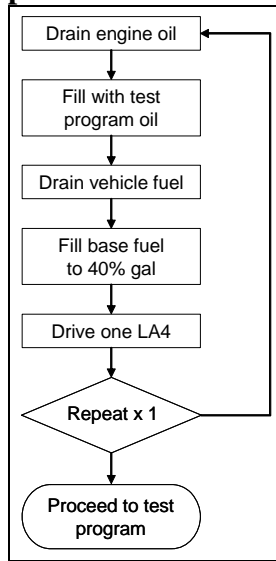 Drain engine oil
Fill with test
program oil
Drain vehicle fuel
Fill base fuel
to 40% gal
Drive one LA4
Repeat x 1
Proceed to test
program